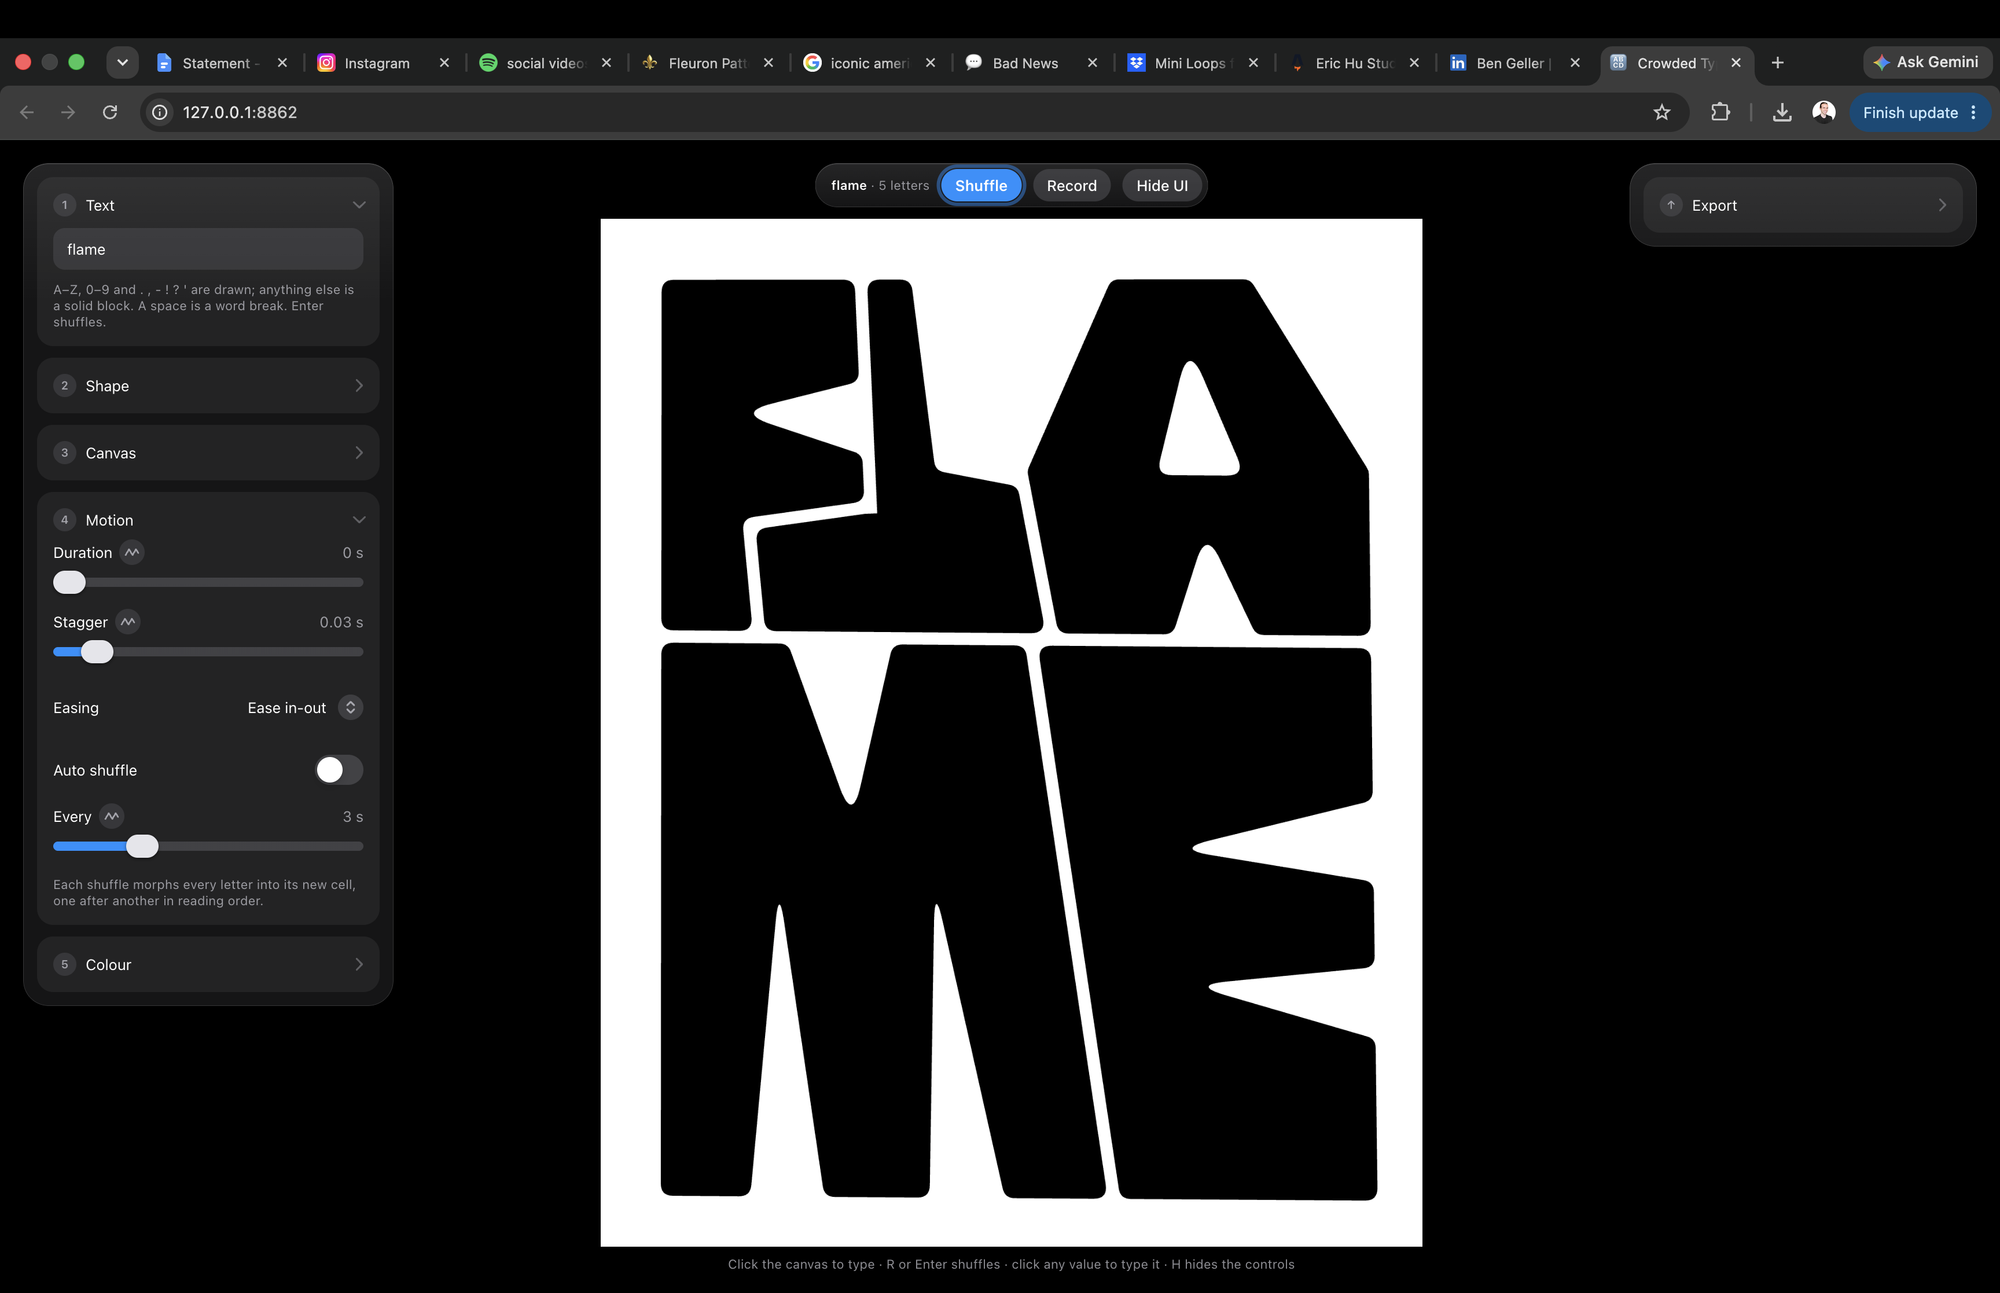 Statement -
Instagram
social video
Fleuron Patt
iconic ameri
Bad News
Mini Loops f
Eric Hu Stud
Ben Geller |
Crowded Ty
Ask Gemini
127.0.0.1:8862
Finish update
1 Text
flame
A–Z, 0–9 and . , - ! ? ' are drawn; anything else is
a solid block. A space is a word break. Enter
shuffles.
2 Shape
3 Canvas
4 Motion
Duration 0 s
Stagger 0.03 s
Easing Ease in-out
Auto shuffle
Every 3 s
Each shuffle morphs every letter into its new cell,
one after another in reading order.
5 Colour
flame · 5 letters Shuffle Record Hide UI
FLA
ME
Click the canvas to type · R or Enter shuffles · click any value to type it · H hides the controls
Export